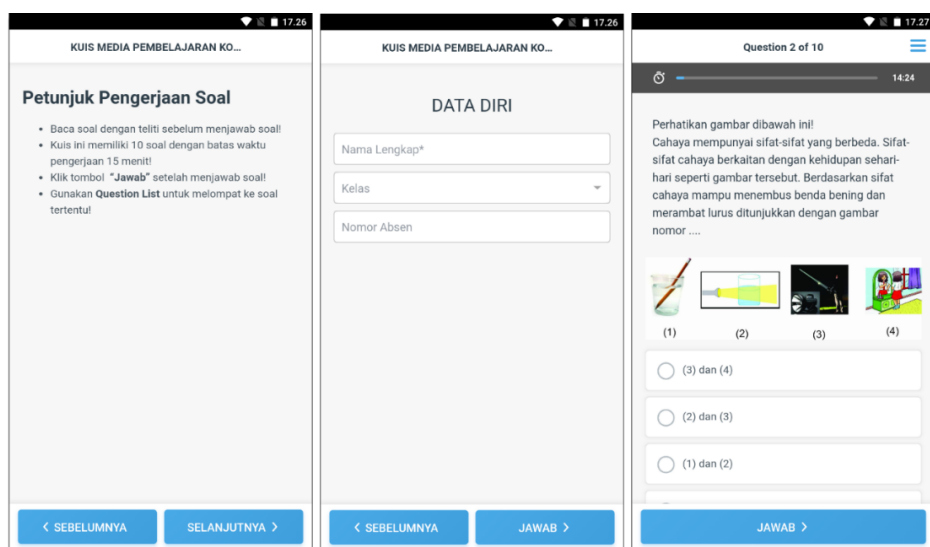 17.26
KUIS MEDIA PEMBELAJARAN KO...
Petunjuk Pengerjaan Soal
• Baca soal dengan teliti sebelum menjawab soal!
• Kuis ini memiliki 10 soal dengan batas waktu
pengerjaan 15 menit!
• Klik tombol "Jawab" setelah menjawab soal!
• Gunakan Question List untuk melompat ke soal
tertentu!
< SEBELUMNYA
SELANJUTNYA >
17.26
KUIS MEDIA PEMBELAJARAN KO...
DATA DIRI
Nama Lengkap*
Kelas
Nomor Absen
< SEBELUMNYA
JAWAB >
17.27
Question 2 of 10
14:24
Perhatikan gambar dibawah ini!
Cahaya mempunyai sifat-sifat yang berbeda. Sifat-
sifat cahaya berkaitan dengan kehidupan sehari-
hari seperti gambar tersebut. Berdasarkan sifat
cahaya mampu menembus benda bening dan
merambat lurus ditunjukkan dengan gambar
nomor ....
(1) (2) (3) (4)
(3) dan (4)
(2) dan (3)
(1) dan (2)
JAWAB >